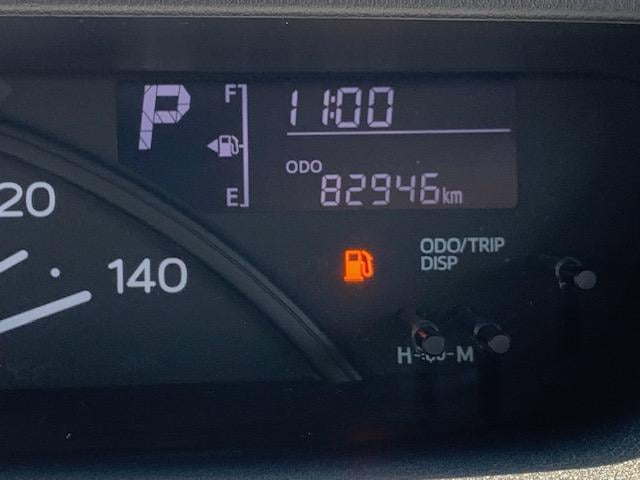 P
F
11:00
E
ODO
82946km
20
140
ODO/TRIP
DISP
H
M